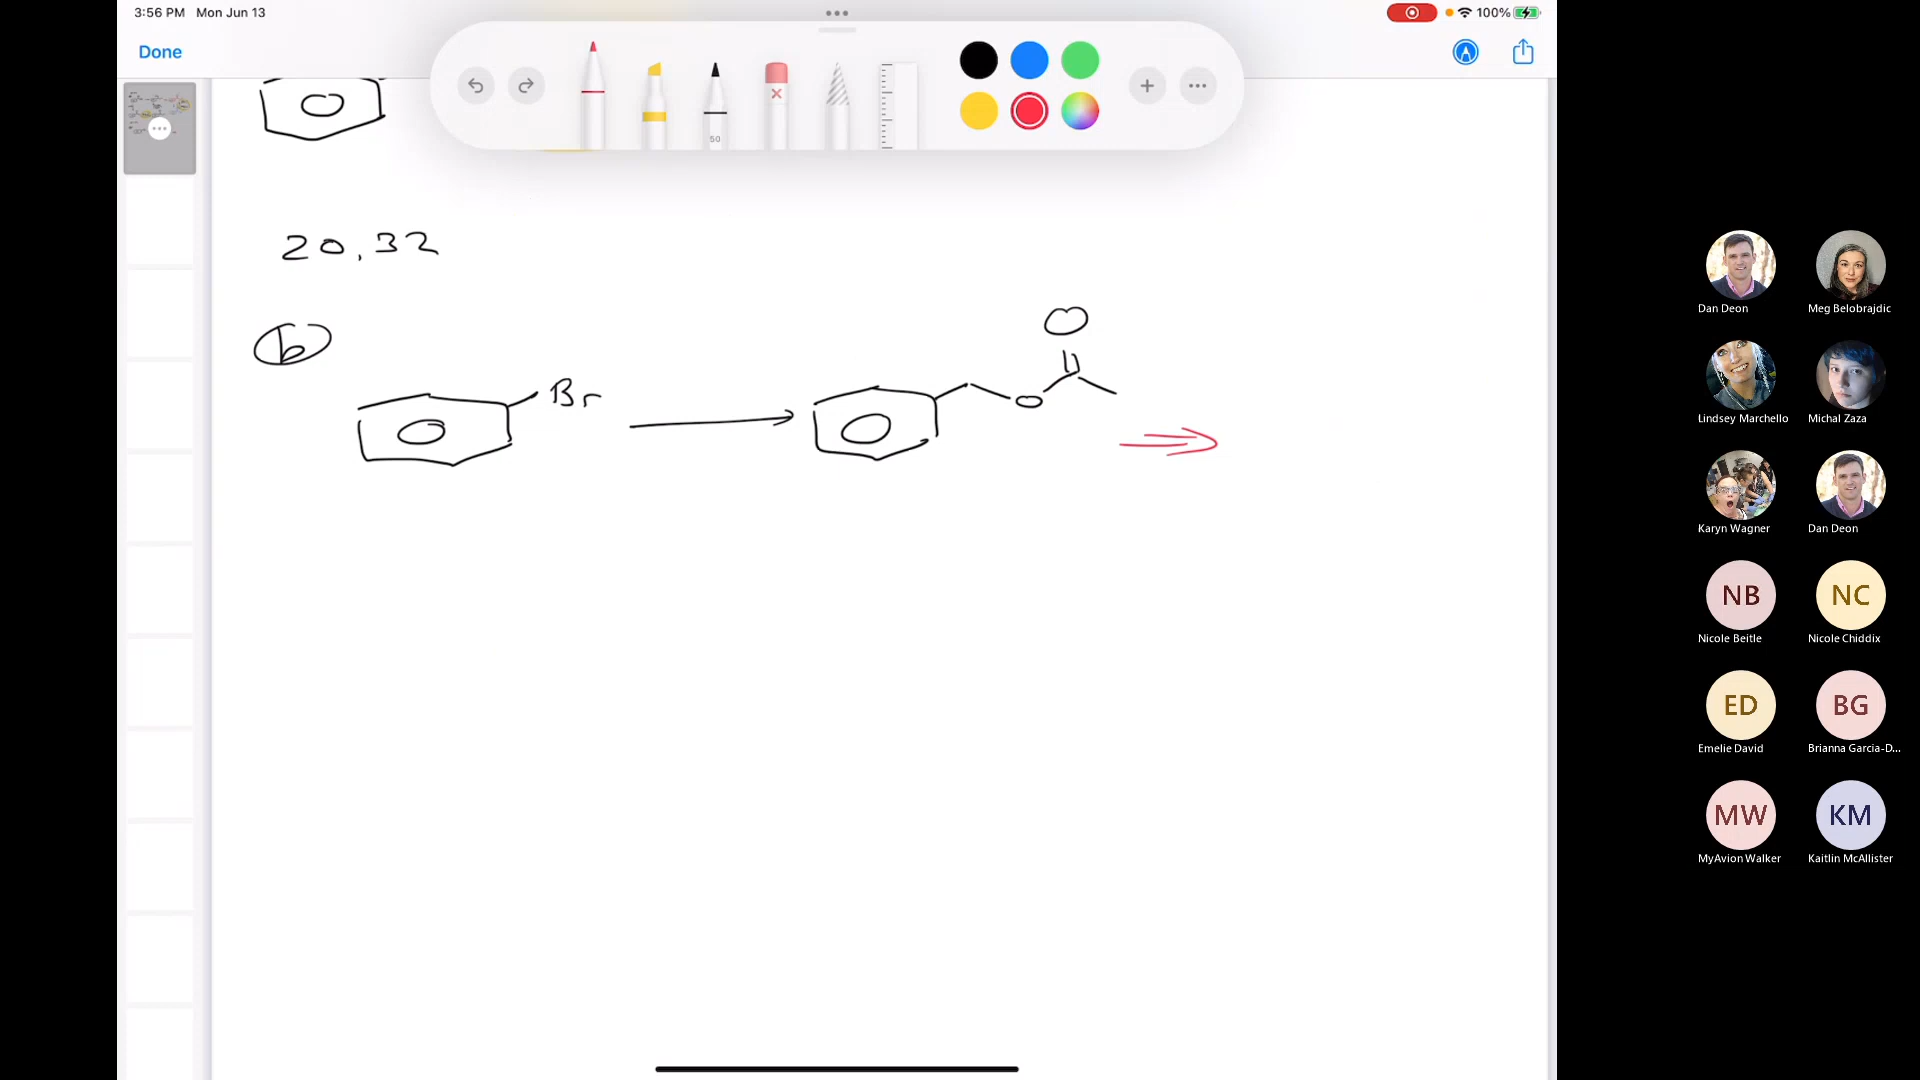 3:56 PM Mon Jun 13
100%
Done
50
20.32
b
Br
O
O
Dan Deon
Meg Belobrajdic
Lindsey Marchello
Michal Zaza
Karyn Wagner
Dan Deon
NB
NC
Nicole Beitle
Nicole Chiddix
ED
BG
Emelie David
Brianna Garcia-D...
MW
KM
MyAvion Walker
Kaitlin McAllister